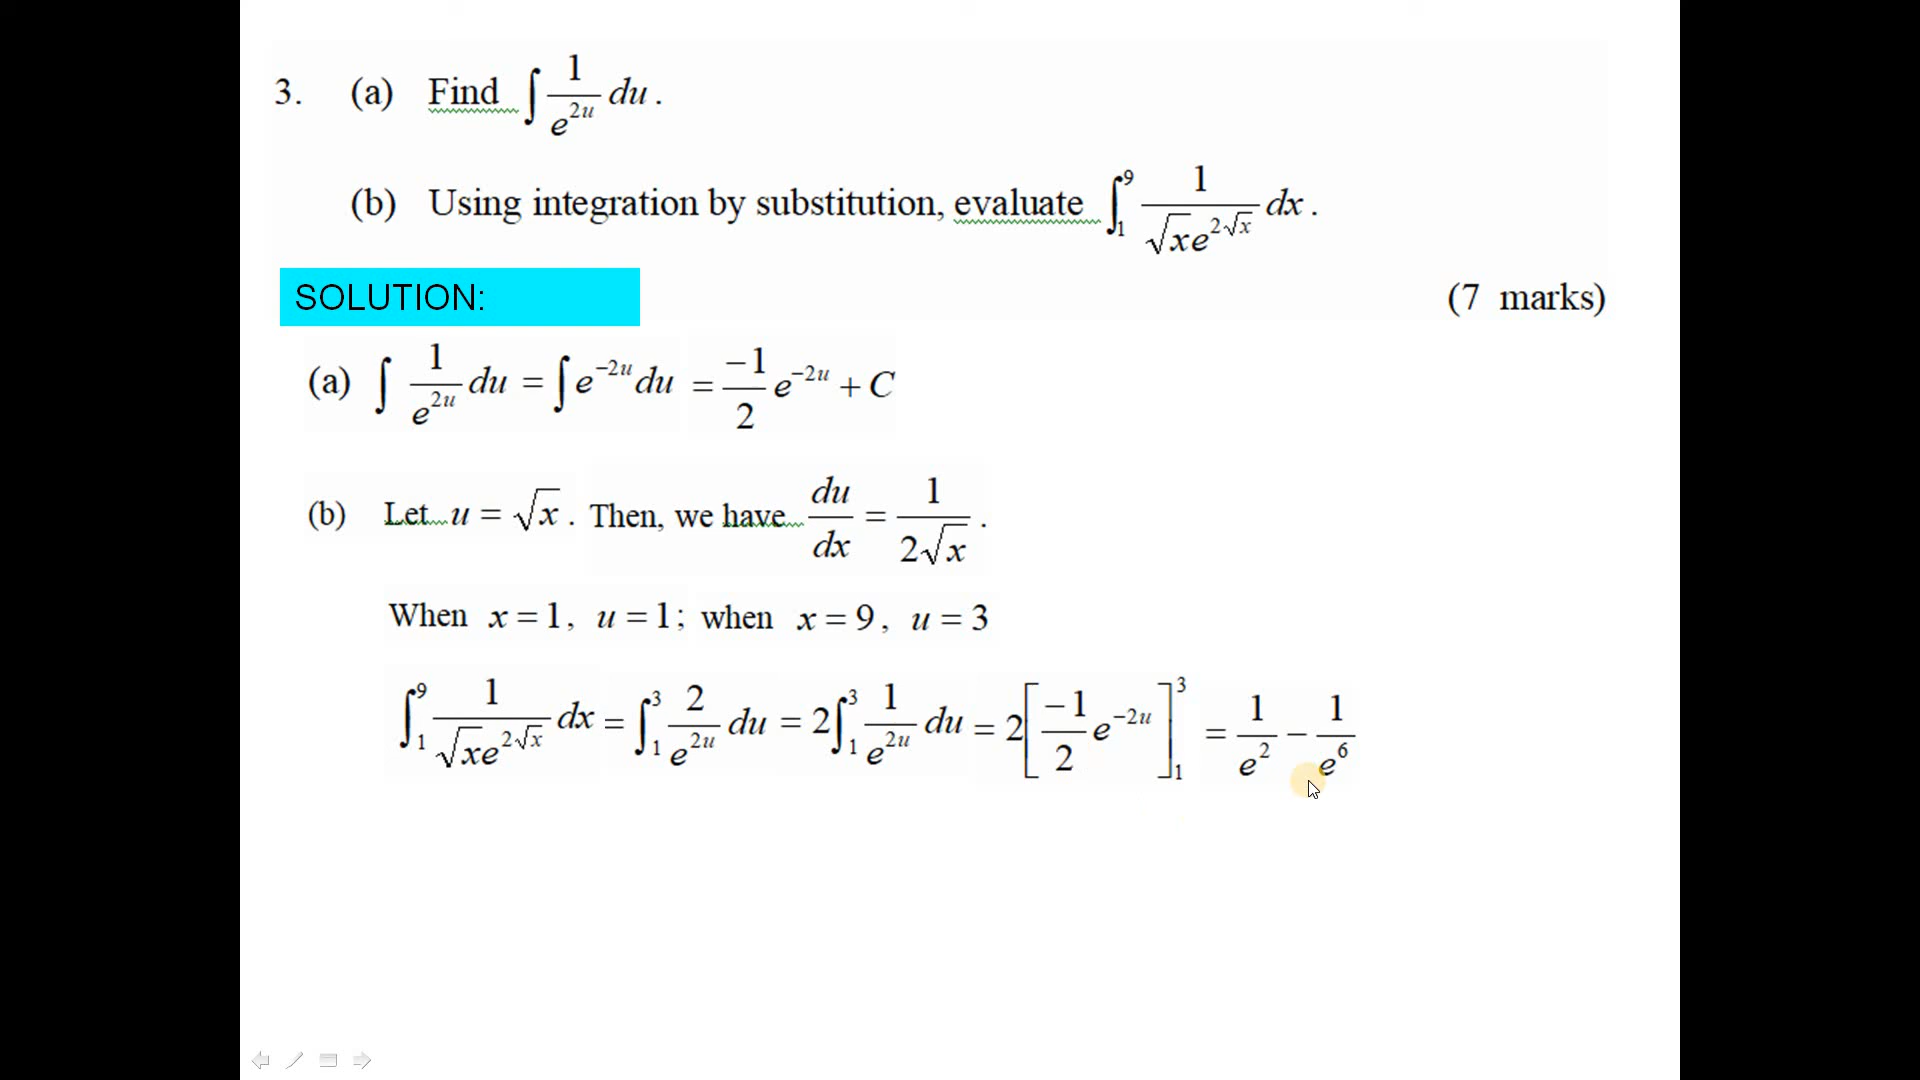 3. (a) Find ∫ 1/e^{2u} du .
(b) Using integration by substitution, evaluate ∫_1^9 1/(√x e^{2√x}) dx .
SOLUTION:
(7 marks)
(a) ∫ 1/e^{2u} du = ∫ e^{-2u} du = -1/2 e^{-2u} + C
(b) Let u = √x . Then, we have du/dx = 1/(2√x) .
When x = 1, u = 1; when x = 9, u = 3
∫_1^9 1/(√x e^{2√x}) dx = ∫_1^3 2/e^{2u} du = 2∫_1^3 1/e^{2u} du = 2[-1/2 e^{-2u}]_1^3 = 1/e^2 − 1/e^6